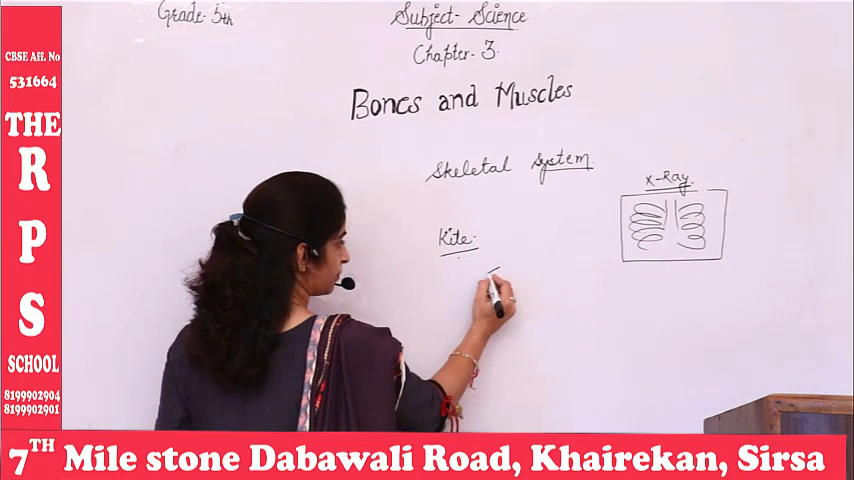 Grade- 5th
Subject- Science
Chapter- 3
Bones and Muscles
Skeletal System.
X-Ray.
Kite-
CBSE Aff. No
531664
THE
R
P
S
SCHOOL
8199902904
8199902901
7TH Mile stone Dabawali Road, Khairekan, Sirsa